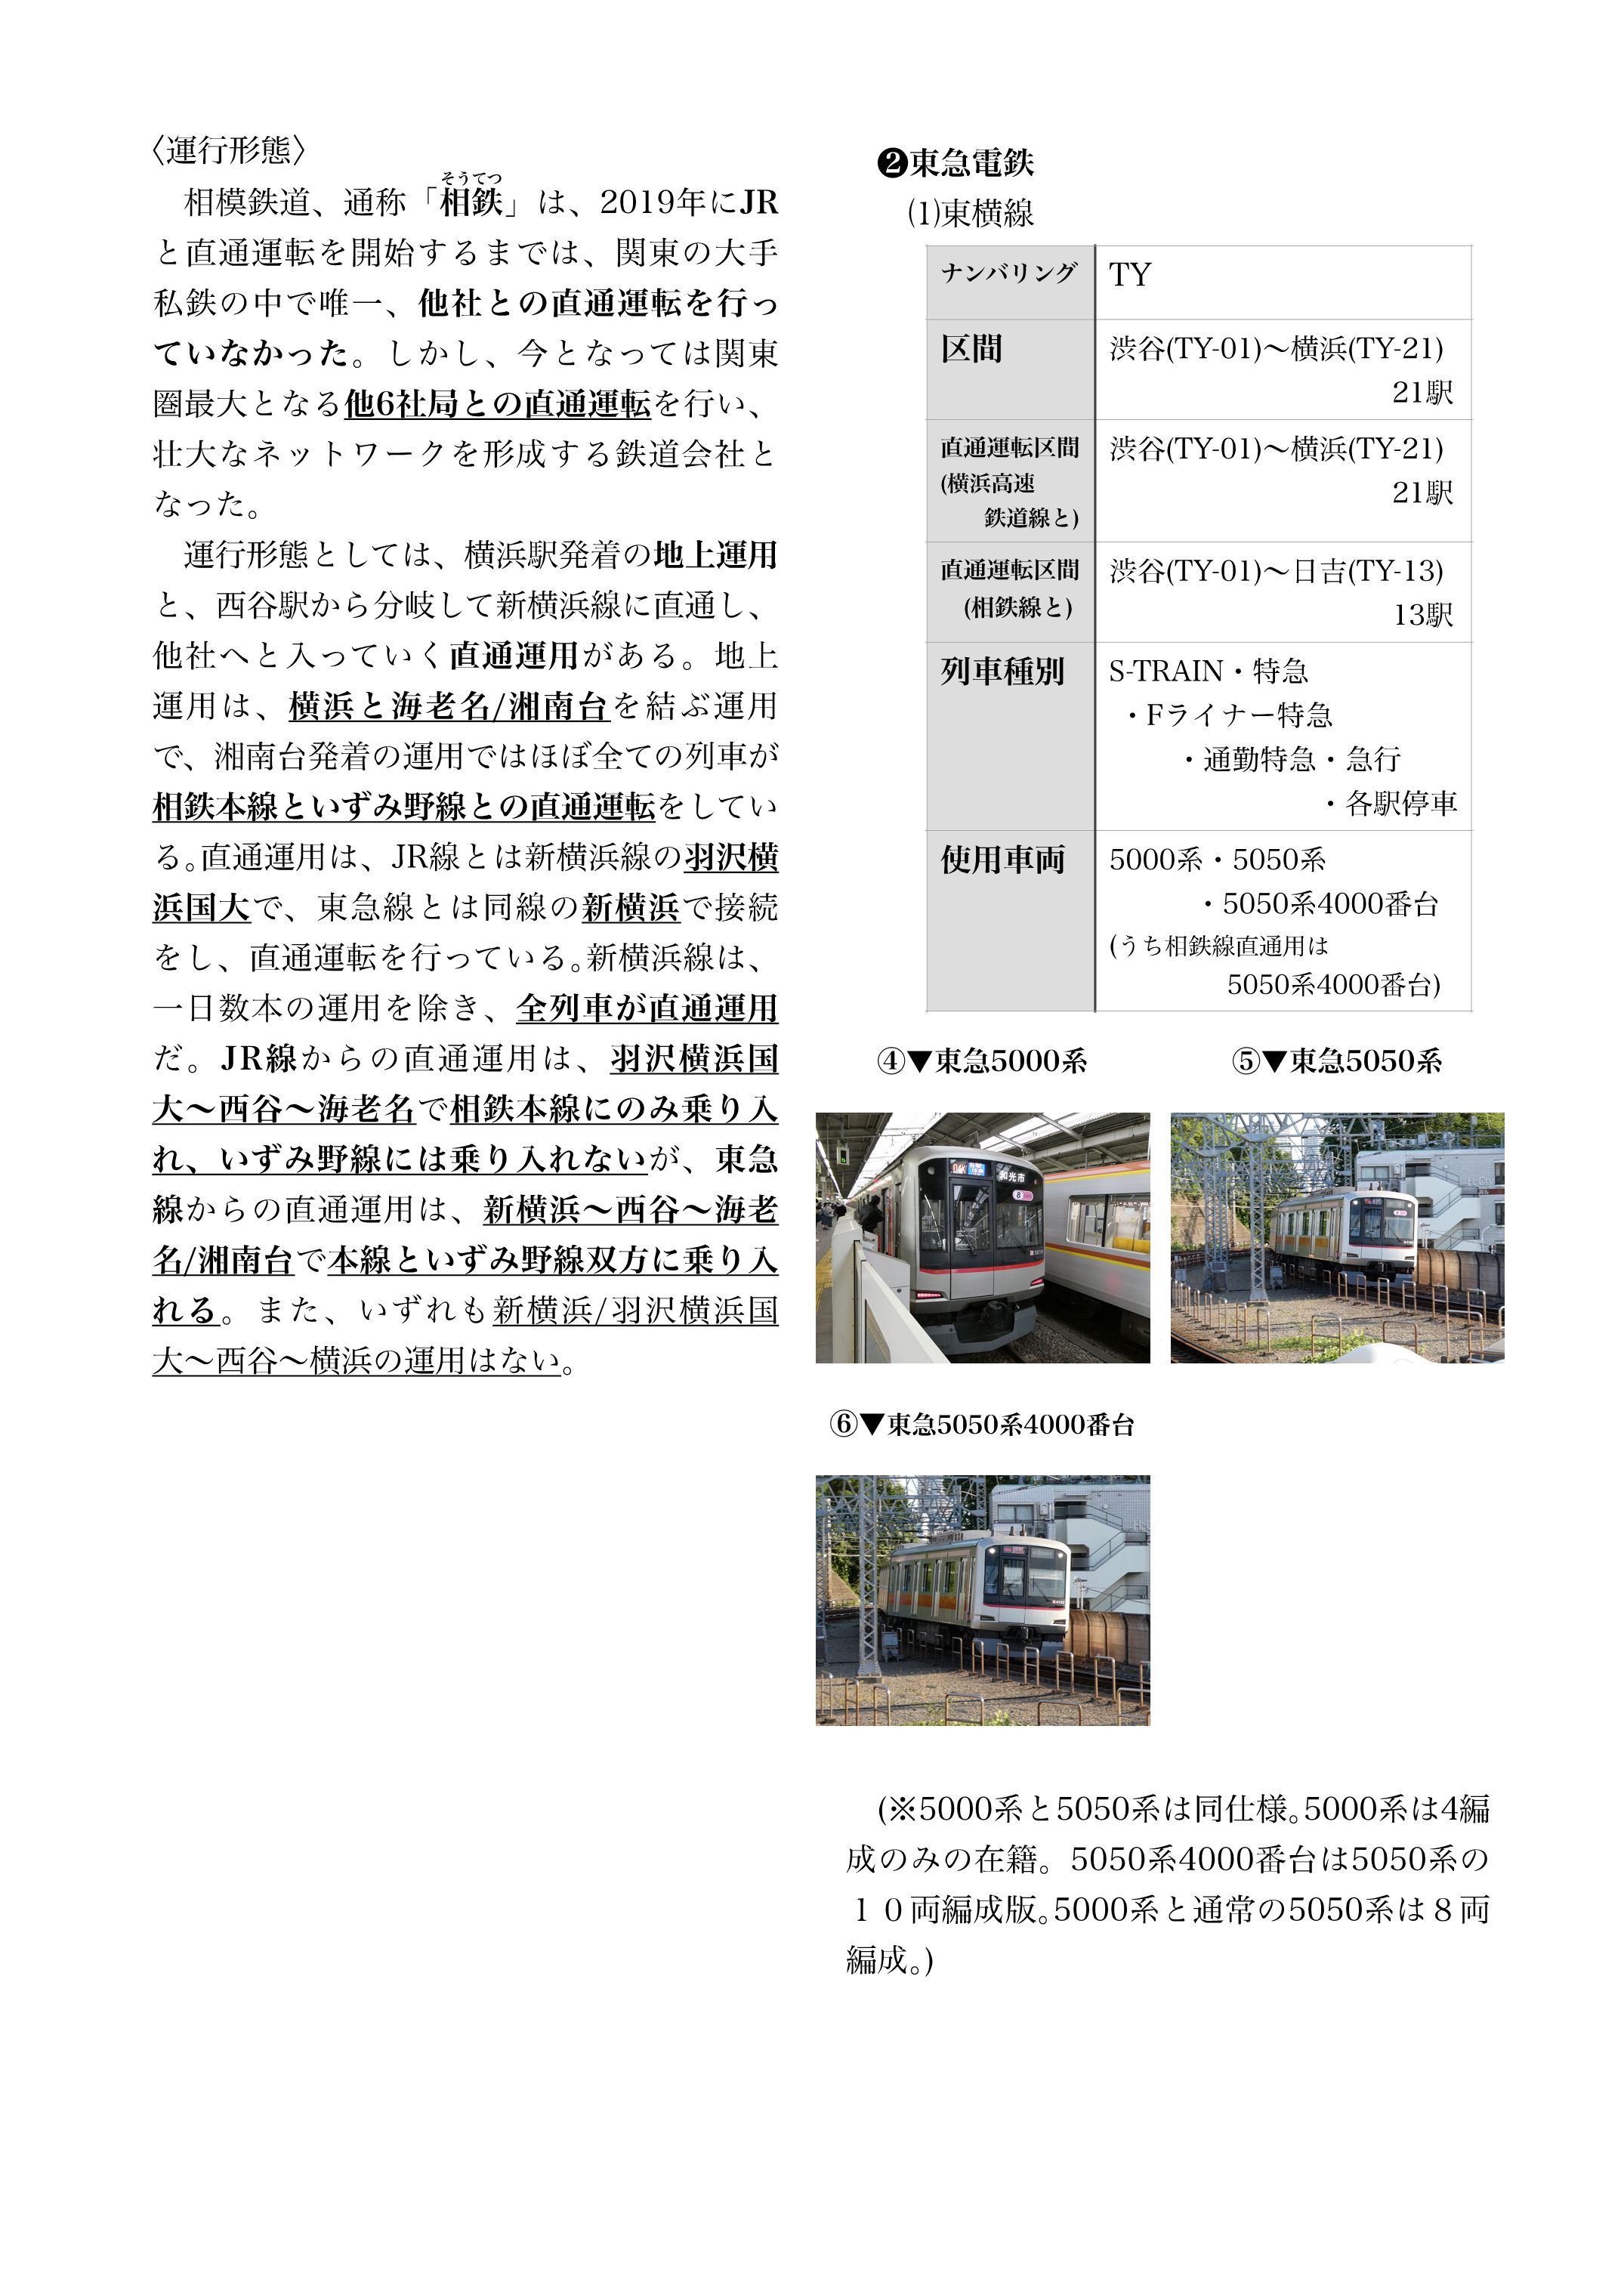 〈運行形態〉
そうてつ
相模鉄道、通称「相鉄」は、2019年にJR
と直通運転を開始するまでは、関東の大手
私鉄の中で唯一、他社との直通運転を行っ
ていなかった。しかし、今となっては関東
圏最大となる他6社局との直通運転を行い、
壮大なネットワークを形成する鉄道会社と
なった。
運行形態としては、横浜駅発着の地上運用
と、西谷駅から分岐して新横浜線に直通し、
他社へと入っていく直通運用がある。地上
運用は、横浜と海老名/湘南台を結ぶ運用
で、湘南台発着の運用ではほぼ全ての列車が
相鉄本線といずみ野線との直通運転をしてい
る。直通運用は、JR線とは新横浜線の羽沢横
浜国大で、東急線とは同線の新横浜で接続
をし、直通運転を行っている。新横浜線は、
一日数本の運用を除き、全列車が直通運用
だ。JR線からの直通運用は、羽沢横浜国
大〜西谷〜海老名で相鉄本線にのみ乗り入
れ、いずみ野線には乗り入れないが、東急
線からの直通運用は、新横浜〜西谷〜海老
名/湘南台で本線といずみ野線双方に乗り入
れる。また、いずれも新横浜/羽沢横浜国
大〜西谷〜横浜の運用はない。
❷東急電鉄
(1)東横線
ナンバリング TY
区間 渋谷(TY-01)〜横浜(TY-21)
21駅
直通運転区間 渋谷(TY-01)〜横浜(TY-21)
(横浜高速 21駅
鉄道線と)
直通運転区間 渋谷(TY-01)〜日吉(TY-13)
(相鉄線と) 13駅
列車種別 S-TRAIN・特急
・Fライナー特急
・通勤特急・急行
・各駅停車
使用車両 5000系・5050系
・5050系4000番台
(うち相鉄線直通用は
5050系4000番台)
④▼東急5000系 ⑤▼東急5050系
04K 和光市
8
⑥▼東急5050系4000番台
(※5000系と5050系は同仕様。5000系は4編
成のみの在籍。5050系4000番台は5050系の
１０両編成版。5000系と通常の5050系は８両
編成。)